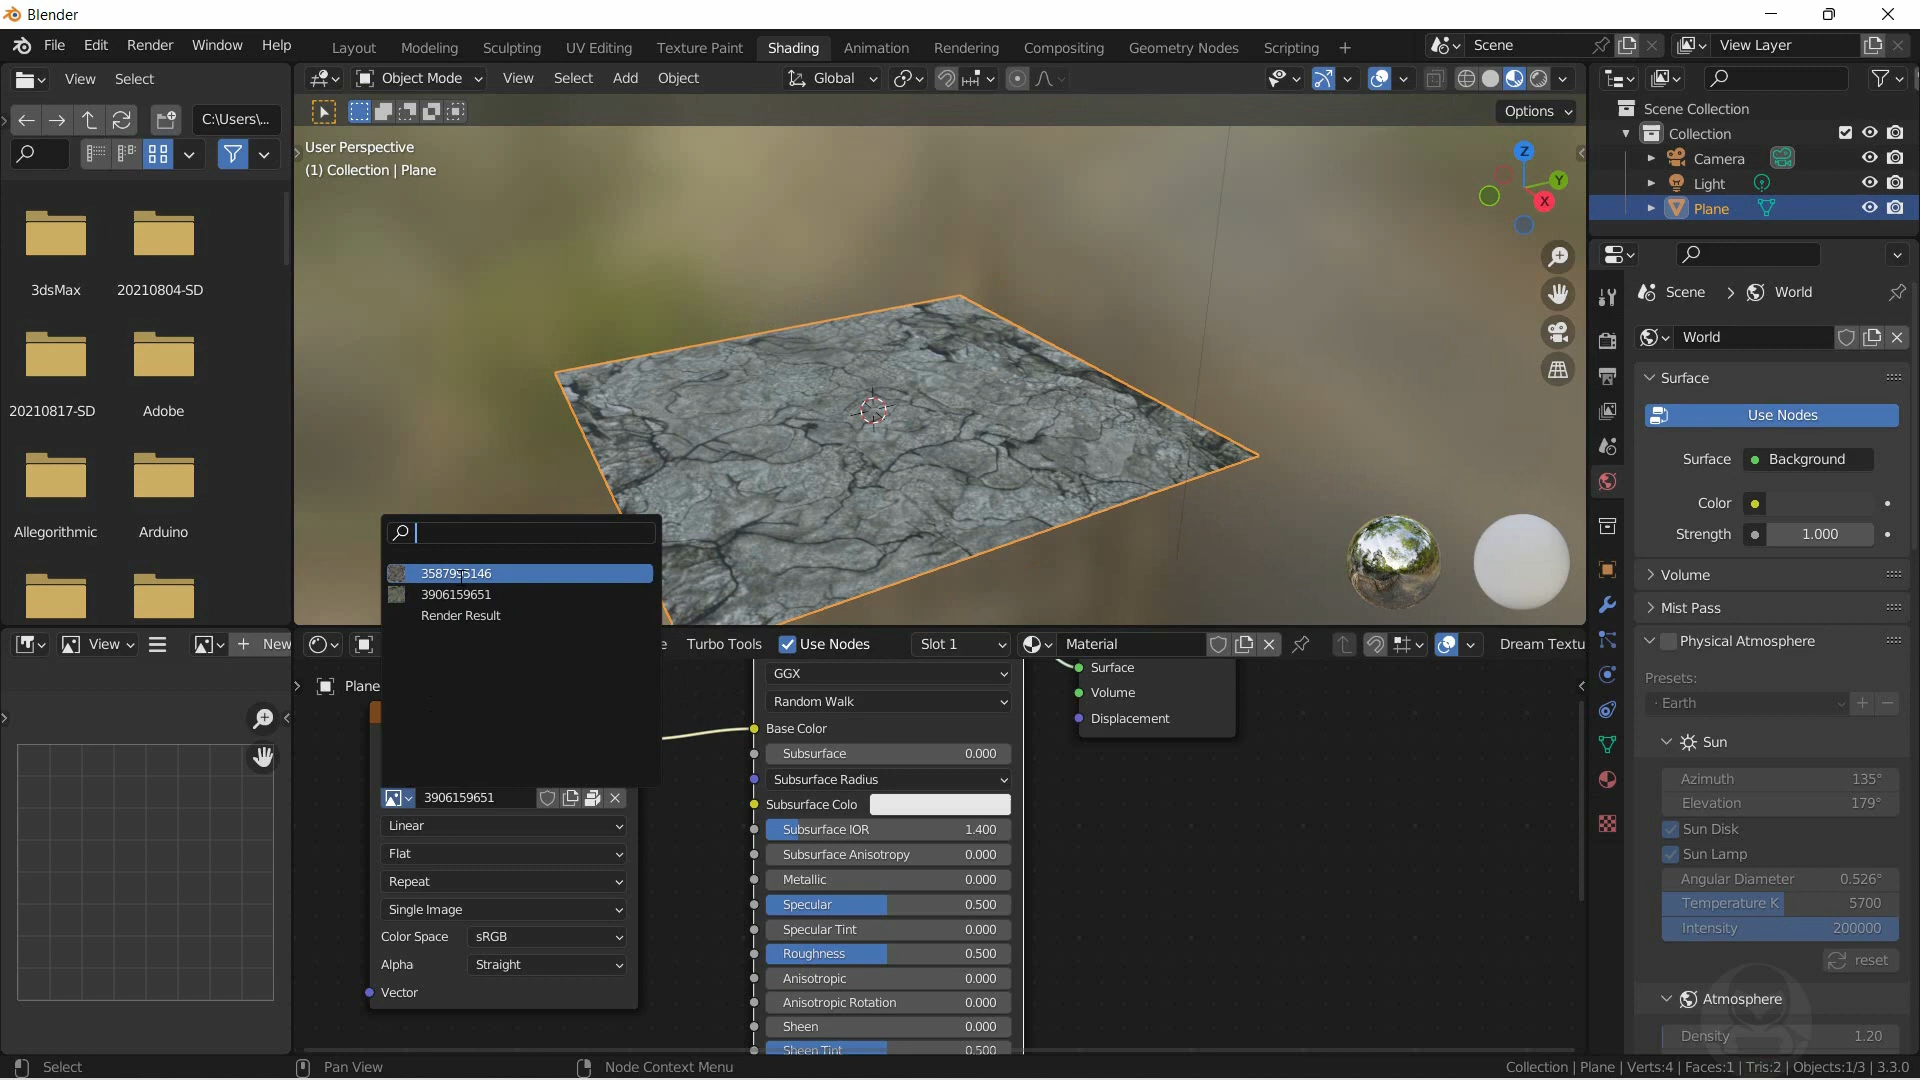 Blender
File Edit Render Window Help Layout Modeling Sculpting UV Editing Texture Paint Shading Animation Rendering Compositing Geometry Nodes Scripting + Scene View Layer
View Select
Object Mode View Select Add Object Global
C:\Users\...
Options
User Perspective
(1) Collection | Plane
3dsMax
20210804-SD
20210817-SD
Adobe
Allegorithmic
Arduino
Z
Y
X
Scene Collection
Collection
Camera
Light
Plane
Scene > World
World
Surface
Use Nodes
Surface Background
Color
Strength 1.000
Volume
Mist Pass
Physical Atmosphere
Presets:
· Earth
Sun
Azimuth 135°
Elevation 179°
Sun Disk
Sun Lamp
Angular Diameter 0.526°
Temperature K 5700
Intensity 200000
reset
Atmosphere
Density 1.20
3587995146
3906159651
Render Result
View + New
e Turbo Tools Use Nodes Slot 1 Material Dream Textu
Plane
3906159651
Linear
Flat
Repeat
Single Image
Color Space sRGB
Alpha Straight
Vector
GGX
Random Walk
Base Color
Subsurface 0.000
Subsurface Radius
Subsurface Colo
Subsurface IOR 1.400
Subsurface Anisotropy 0.000
Metallic 0.000
Specular 0.500
Specular Tint 0.000
Roughness 0.500
Anisotropic 0.000
Anisotropic Rotation 0.000
Sheen 0.000
Sheen Tint 0.500
Surface
Volume
Displacement
Select Pan View Node Context Menu Collection | Plane | Verts:4 | Faces:1 | Tris:2 | Objects:1/3 | 3.3.0